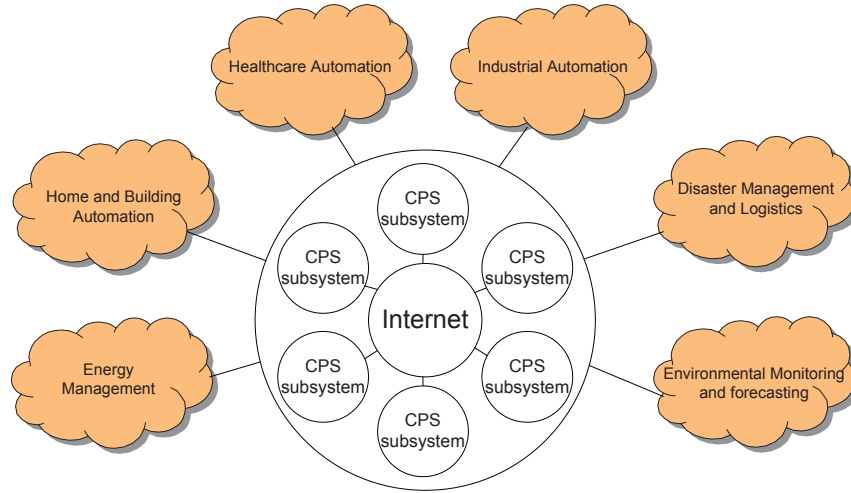 Healthcare Automation
Industrial Automation
Home and Building
Automation
Disaster Management
and Logistics
CPS
subsystem
CPS
subsystem
CPS
subsystem
Internet
CPS
subsystem
CPS
subsystem
CPS
subsystem
Energy
Management
Environmental Monitoring
and forecasting